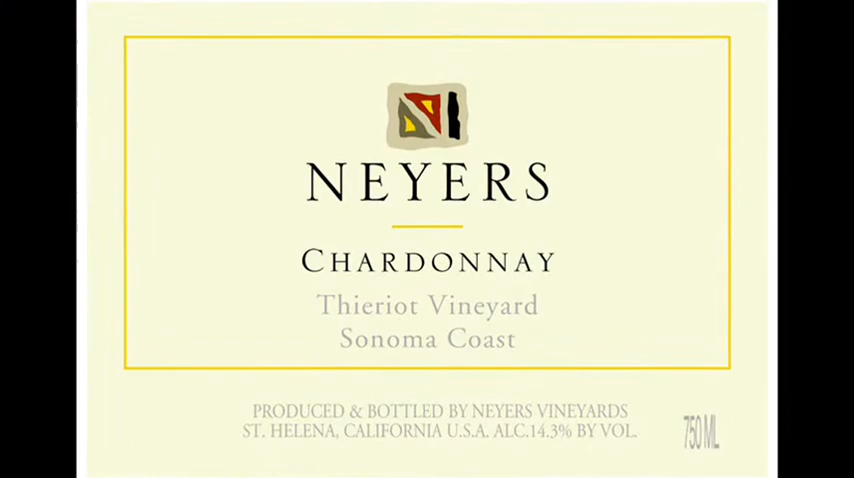 NEYERS
CHARDONNAY
Thieriot Vineyard
Sonoma Coast
PRODUCED & BOTTLED BY NEYERS VINEYARDS
ST. HELENA, CALIFORNIA U.S.A. ALC.14.3% BY VOL.
750 ML